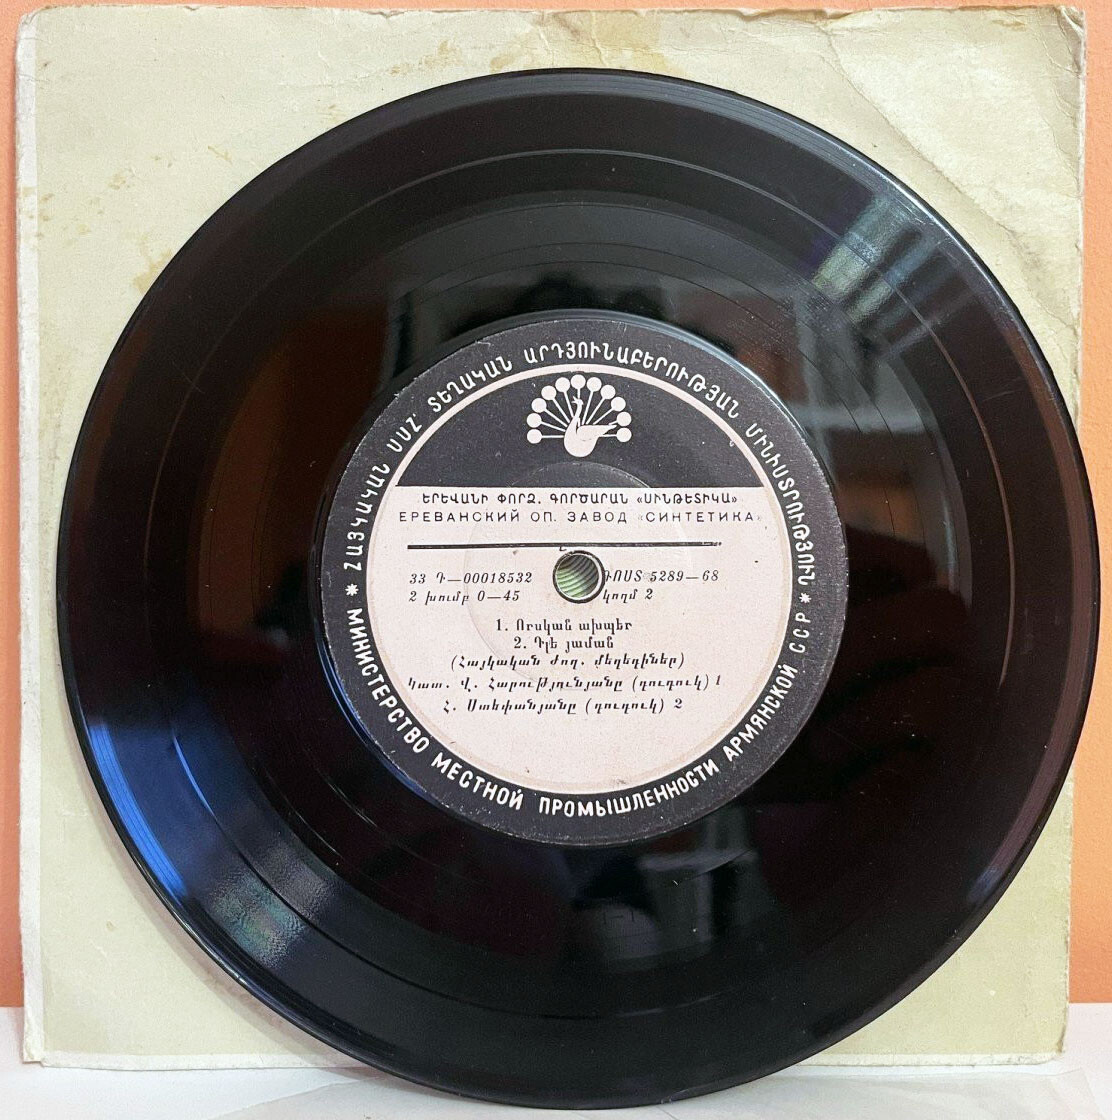 ՀԱՅԿԱԿԱՆ ՍՍՀ ՏԵՂԱԿԱՆ ԱՐԴՅՈՒՆԱԲԵՐՈՒԹՅԱՆ ՄԻՆԻՍՏՐՈՒԹՅՈՒՆ
ԵՐԵՎԱՆԻ ՓՈՐՁ. ԳՈՐԾԱՐԱՆ «ՍԻՆԹԵՏԻԿԱ»
ЕРЕВАНСКИЙ ОП. ЗАВОД «СИНТЕТИКА»
33 Դ—00018532 ԳՈՍՏ 5289—68
2 խումբ 0—45 կողմ 2
1. Որսկան ախպեր
2. Դլե յաման
(Հայկական ժող. մեղեդիներ)
Կատ. Վ. Հարությունյանը (դուդուկ) 1
Հ. Ստեփանյանը (դուդուկ) 2
* МИНИСТЕРСТВО МЕСТНОЙ ПРОМЫШЛЕННОСТИ АРМЯНСКОЙ ССР *